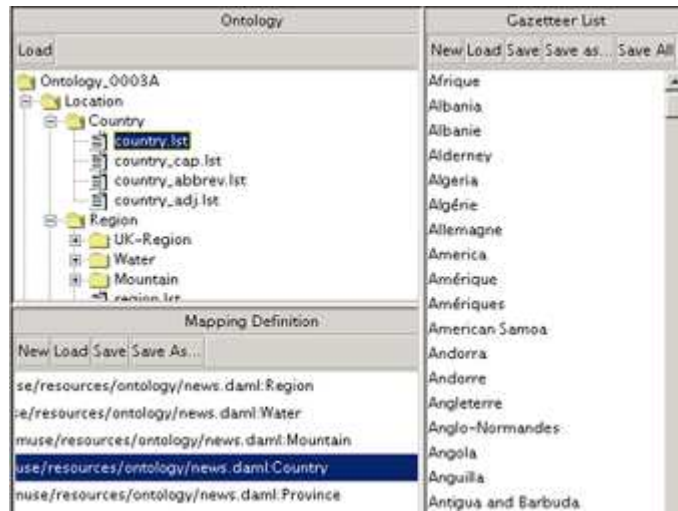 Ontology
Load
Ontology_0003A
Location
Country
country.lst
country_cap.lst
country_abbrev.lst
country_adj.lst
Region
UK-Region
Water
Mountain
region.lst
Mapping Definition
New Load Save Save As...
se/resources/ontology/news.daml:Region
se/resources/ontology/news.daml:Water
muse/resources/ontology/news.daml:Mountain
use/resources/ontology/news.daml:Country
nuse/resources/ontology/news.daml:Province
Gazetteer List
New Load Save Save as... Save All
Afrique
Albania
Albanie
Alderney
Algeria
Algérie
Allemagne
America
Amérique
Amériques
American Samoa
Andorra
Andorre
Angleterre
Anglo-Normandes
Angola
Anguilla
Antigua and Barbuda